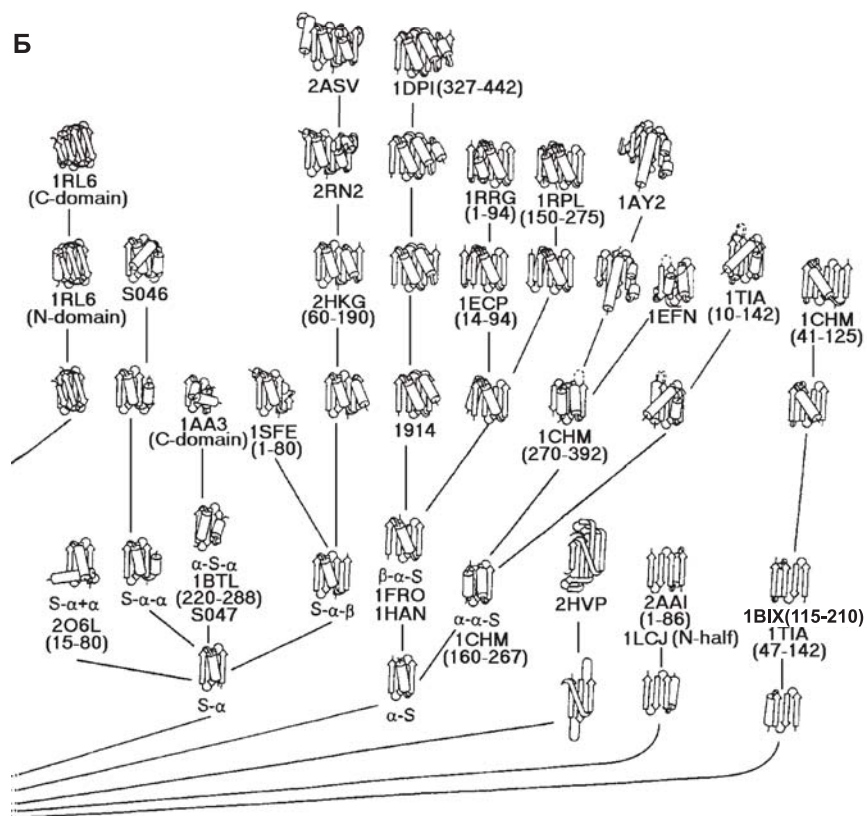 Б
2ASV
1DPI(327-442)
1RL6
(C-domain)
2RN2
1RRG
(1-94)
1RPL
(150-275)
1AY2
1RL6
(N-domain)
S046
2HKG
(60-190)
1ECP
(14-94)
1EFN
1TIA
(10-142)
1CHM
(41-125)
1AA3
(C-domain)
1SFE
(1-80)
1914
1CHM
(270-392)
S-α+α
2O6L
(15-80)
S-α-α
α-S-α
1BTL
(220-288)
S047
S-α-β
β-α-S
1FRO
1HAN
α-α-S
1CHM
(160-267)
2HVP
2AAI
(1-86)
1LCJ (N-half)
1BIX(115-210)
1TIA
(47-142)
S-α
α-S